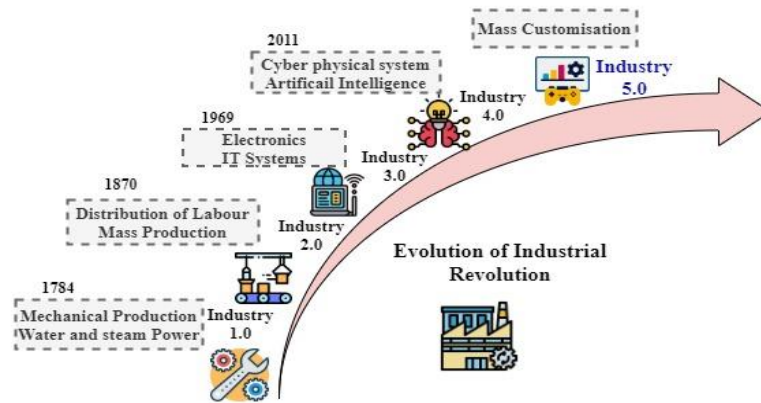 Mass Customisation
Industry
5.0
2011
Cyber physical system
Artificail Intelligence
Industry
4.0
1969
Electronics
IT Systems
Industry
3.0
1870
Distribution of Labour
Mass Production
Industry
2.0
1784
Mechanical Production
Water and steam Power
Industry
1.0
Evolution of Industrial
Revolution